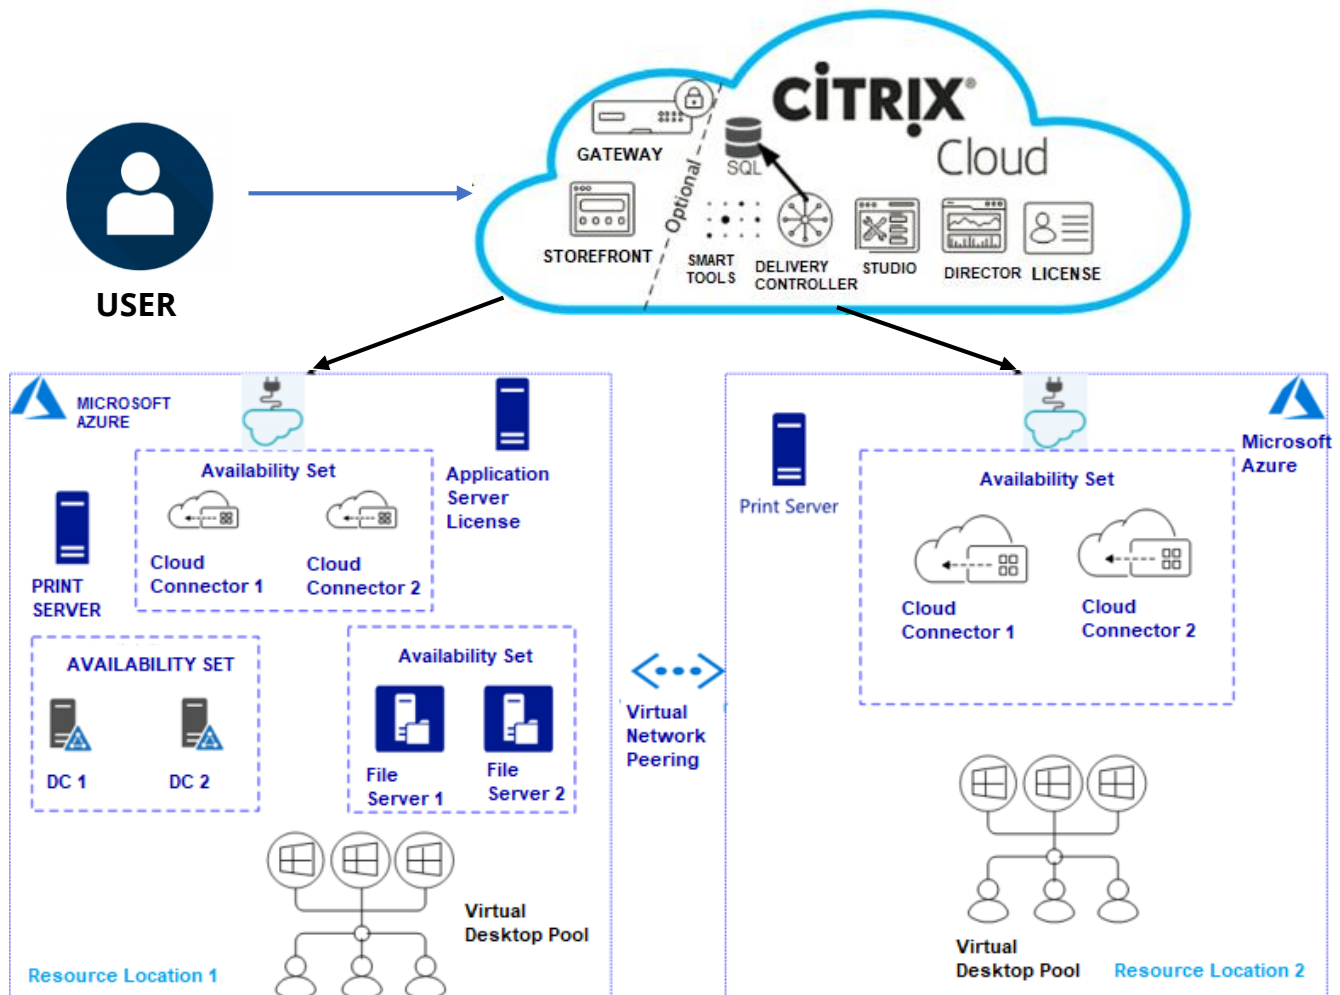 CiTRIX®
Cloud
GATEWAY
Optional
SQL
STOREFRONT
SMART
TOOLS
DELIVERY
CONTROLLER
STUDIO
DIRECTOR
LICENSE
USER
MICROSOFT
AZURE
Availability Set
Cloud
Connector 1
Cloud
Connector 2
Application
Server
License
PRINT
SERVER
AVAILABILITY SET
DC 1
DC 2
Availability Set
File
Server 1
File
Server 2
Virtual
Desktop Pool
Resource Location 1
Virtual
Network
Peering
Print Server
Microsoft
Azure
Availability Set
Cloud
Connector 1
Cloud
Connector 2
Virtual
Desktop Pool
Resource Location 2